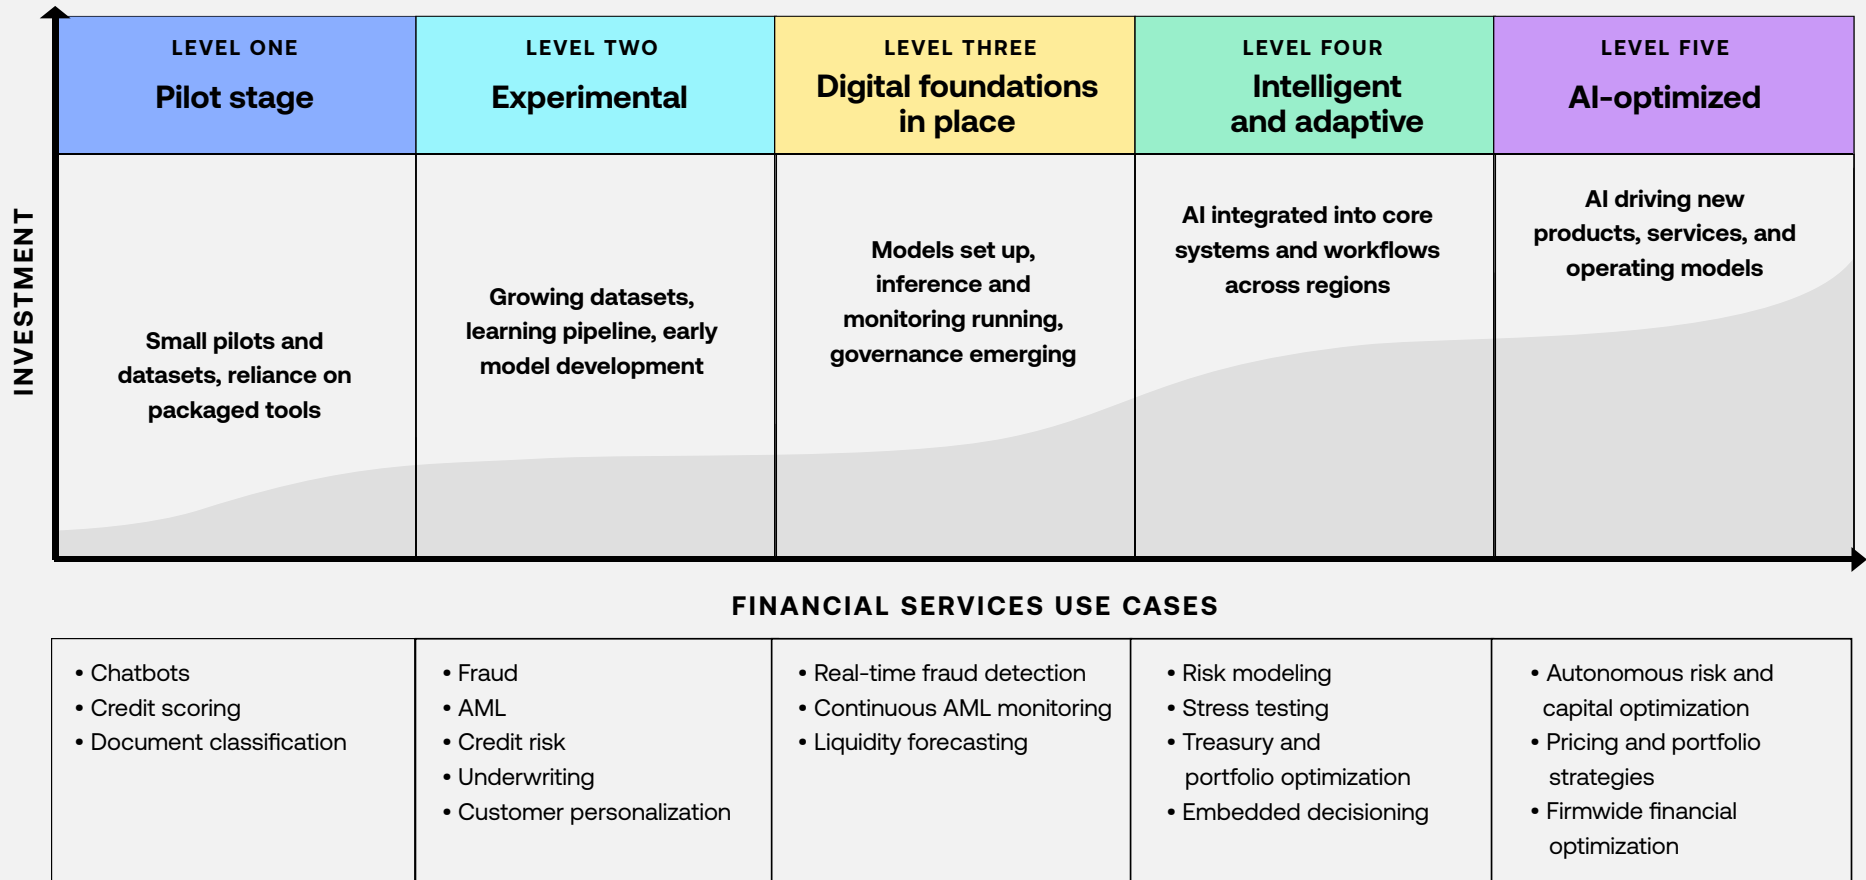 LEVEL ONE
Pilot stage
LEVEL TWO
Experimental
LEVEL THREE
Digital foundations
in place
LEVEL FOUR
Intelligent
and adaptive
LEVEL FIVE
AI-optimized
INVESTMENT
Small pilots and
datasets, reliance on
packaged tools
Growing datasets,
learning pipeline, early
model development
Models set up,
inference and
monitoring running,
governance emerging
AI integrated into core
systems and workflows
across regions
AI driving new
products, services, and
operating models
FINANCIAL SERVICES USE CASES
• Chatbots
• Credit scoring
• Document classification
• Fraud
• AML
• Credit risk
• Underwriting
• Customer personalization
• Real-time fraud detection
• Continuous AML monitoring
• Liquidity forecasting
• Risk modeling
• Stress testing
• Treasury and
portfolio optimization
• Embedded decisioning
• Autonomous risk and
capital optimization
• Pricing and portfolio
strategies
• Firmwide financial
optimization